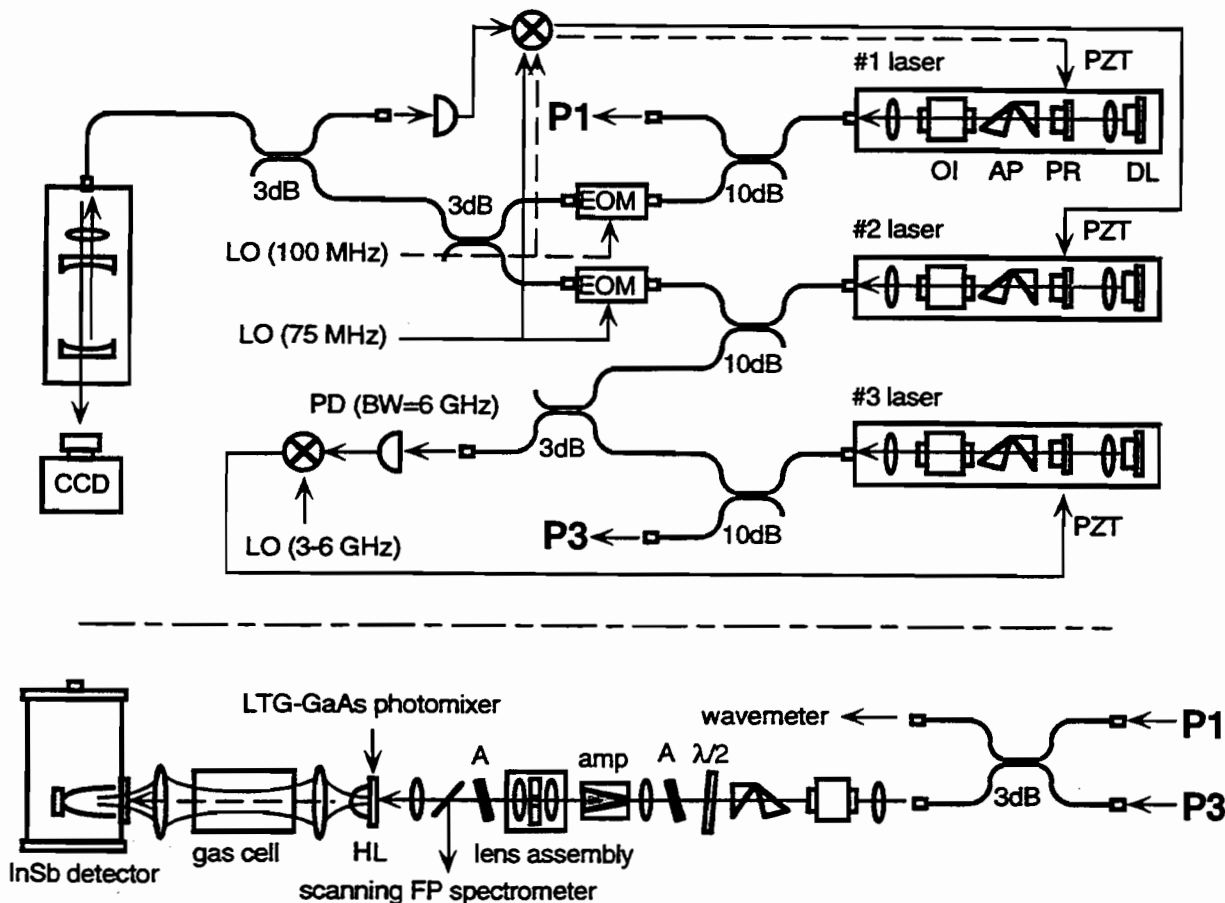 #1 laser
PZT
P1
OI
AP
PR
DL
3dB
3dB
EOM
10dB
LO (100 MHz)
#2 laser
PZT
EOM
LO (75 MHz)
10dB
PD (BW=6 GHz)
#3 laser
3dB
CCD
LO (3-6 GHz)
P3
10dB
PZT
LTG-GaAs photomixer
wavemeter
P1
A
amp
A
λ/2
3dB
P3
InSb detector
gas cell
HL
lens assembly
scanning FP spectrometer